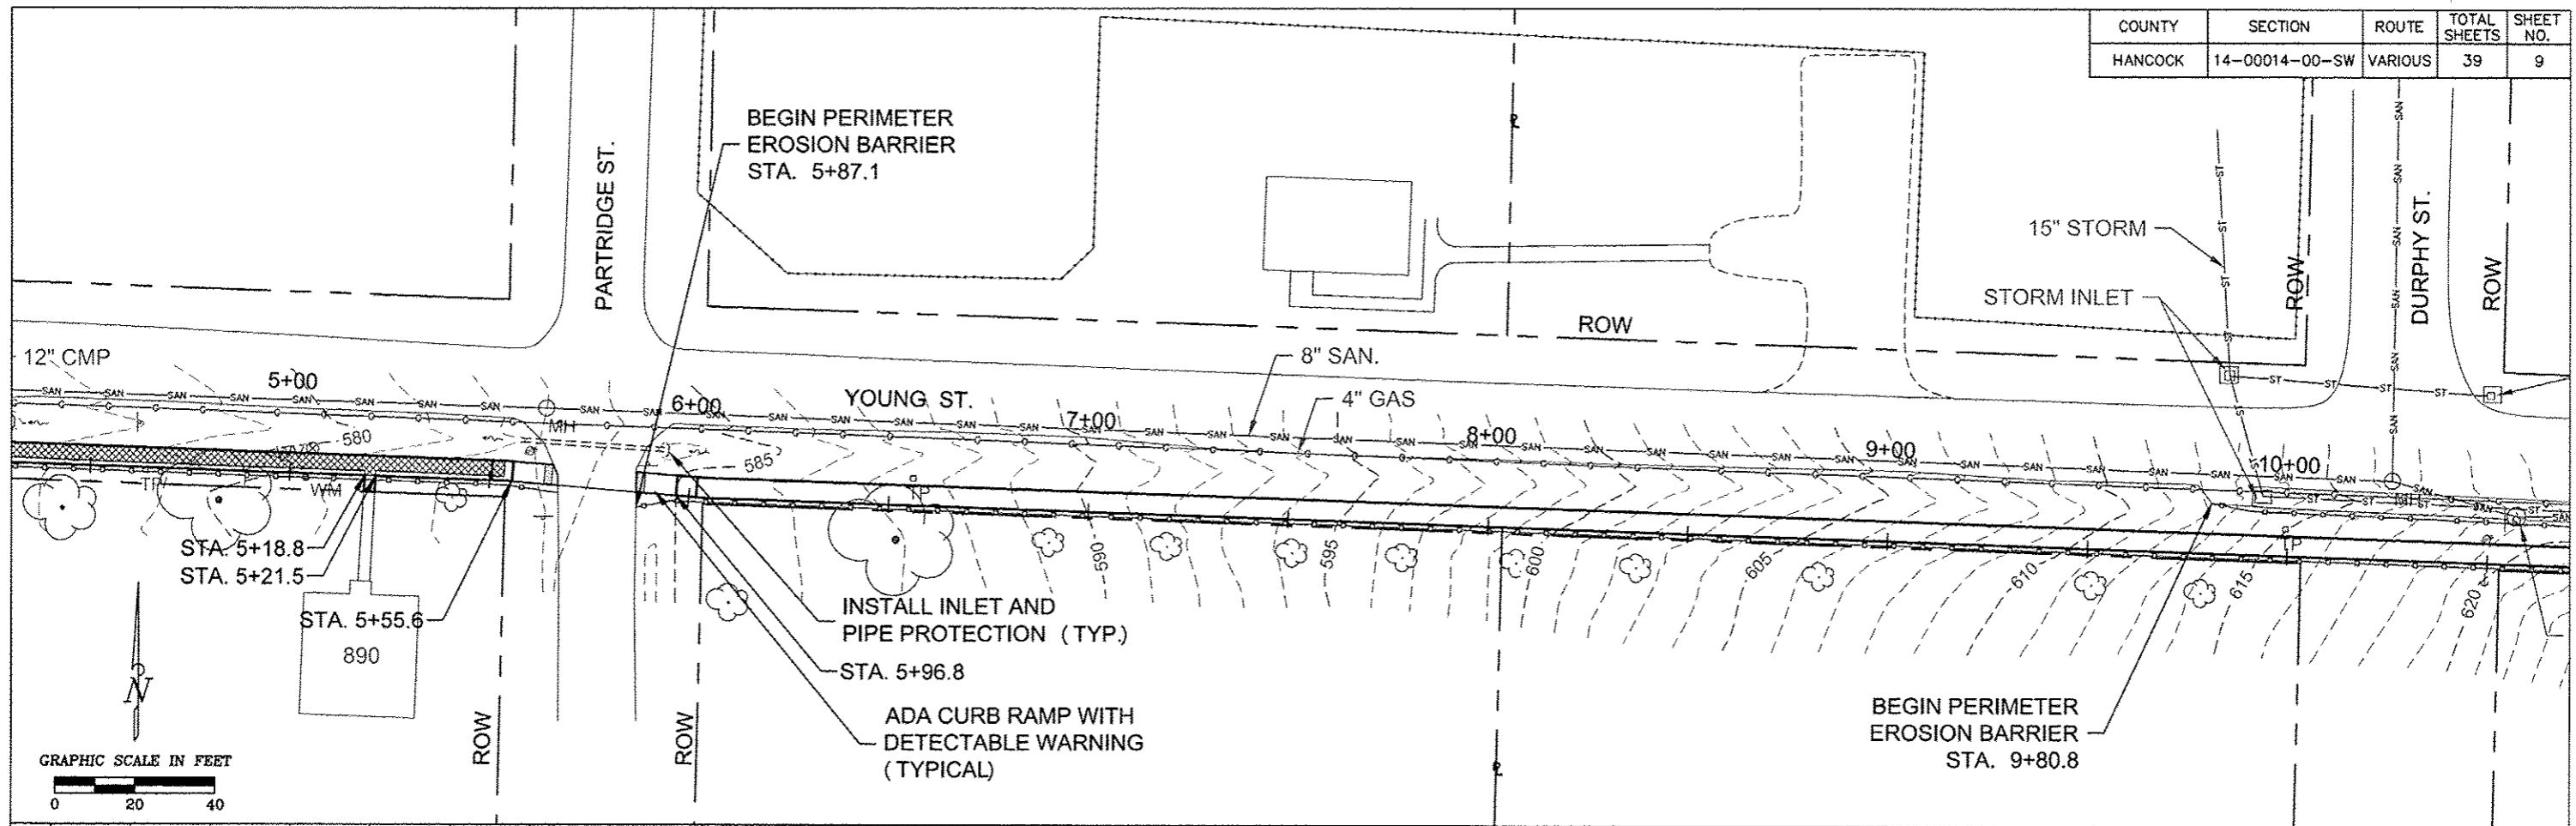 COUNTY SECTION ROUTE TOTAL SHEETS SHEET NO.
HANCOCK 14-00014-00-SW VARIOUS 39 9
BEGIN PERIMETER
EROSION BARRIER
STA. 5+87.1
PARTRIDGE ST.
15" STORM
STORM INLET
ROW
DURPHY ST.
ROW
ROW
12" CMP
5+00
6+00
YOUNG ST.
7+00
8" SAN.
4" GAS
8+00
9+00
10+00
SAN
ST
G
MH
580
585
590
595
600
605
610
615
620
WM
STA. 5+18.8
STA. 5+21.5
STA. 5+55.6
890
INSTALL INLET AND
PIPE PROTECTION (TYP.)
STA. 5+96.8
ADA CURB RAMP WITH
DETECTABLE WARNING
(TYPICAL)
BEGIN PERIMETER
EROSION BARRIER
STA. 9+80.8
ROW
ROW
N
GRAPHIC SCALE IN FEET
0 20 40